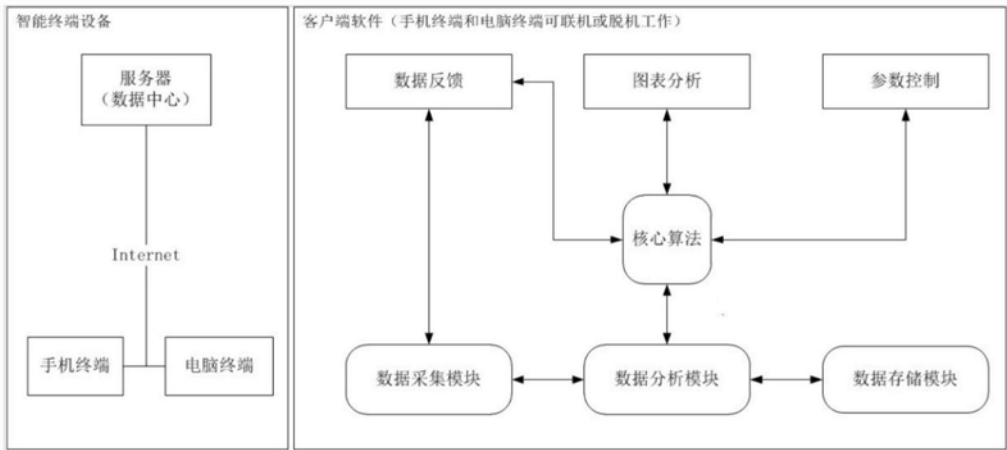 智能终端设备
服务器
（数据中心）
Internet
手机终端
电脑终端
客户端软件（手机终端和电脑终端可联机或脱机工作）
数据反馈
图表分析
参数控制
核心算法
数据采集模块
数据分析模块
数据存储模块